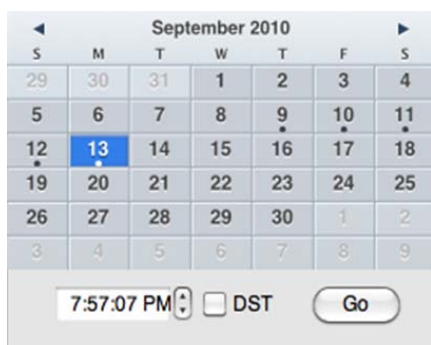 September 2010
S M T W T F S
29 30 31 1 2 3 4
5 6 7 8 9 10 11
12 13 14 15 16 17 18
19 20 21 22 23 24 25
26 27 28 29 30 1 2
3 4 5 6 7 8 9
7:57:07 PM DST Go